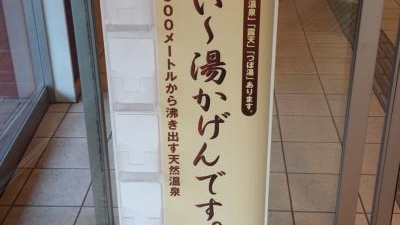 温泉」「露天」「つぼ湯」あります。
い～湯かげんです。
000メートルから沸き出す天然温泉